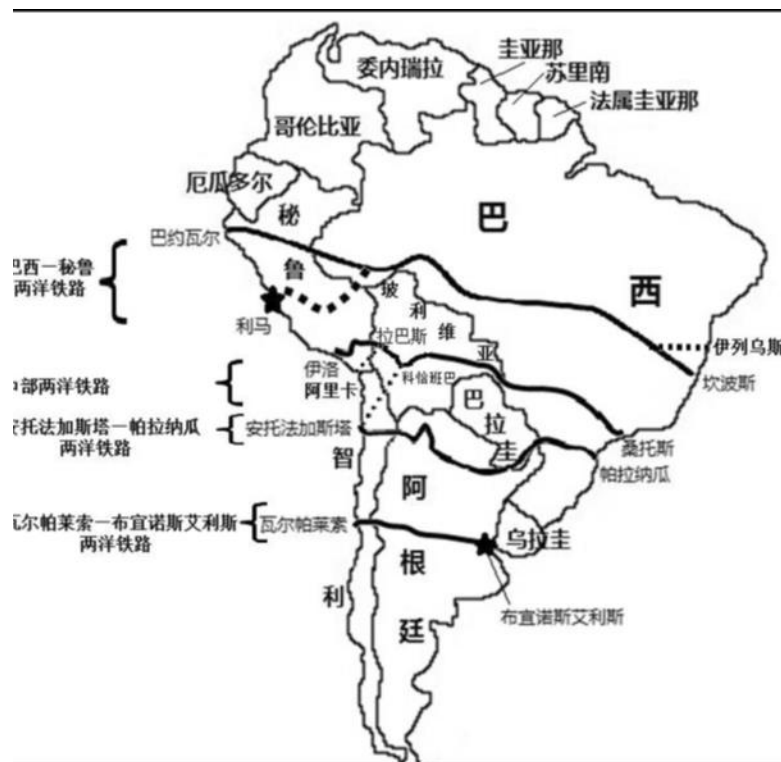 委内瑞拉
圭亚那
苏里南
法属圭亚那
哥伦比亚
厄瓜多尔
秘
鲁
巴
西
巴约瓦尔
巴西—秘鲁
两洋铁路
利马
玻
利
维
亚
拉巴斯
伊列乌斯
坎波斯
伊洛
阿里卡
科恰班巴
中部两洋铁路
巴
拉
圭
安托法加斯塔—帕拉纳瓜
两洋铁路
安托法加斯塔
桑托斯
帕拉纳瓜
智
利
阿
根
廷
瓦尔帕莱索—布宜诺斯艾利斯
两洋铁路
瓦尔帕莱索
乌拉圭
布宜诺斯艾利斯